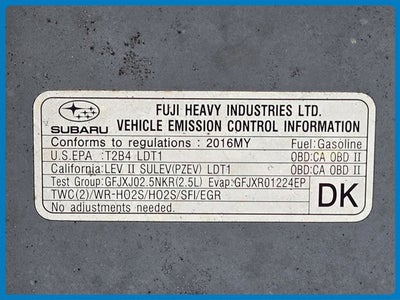 SUBARU
FUJI HEAVY INDUSTRIES LTD.
VEHICLE EMISSION CONTROL INFORMATION
Conforms to regulations : 2016MY Fuel:Gasoline
U.S.EPA :T2B4 LDT1 OBD:CA OBD II
California:LEV II SULEV(PZEV) LDT1 OBD:CA OBD II
Test Group:GFJXJ02.5NKR(2.5L) Evap:GFJXR01224EP
TWC(2)/WR-HO2S/HO2S/SFI/EGR
No adjustments needed.
DK